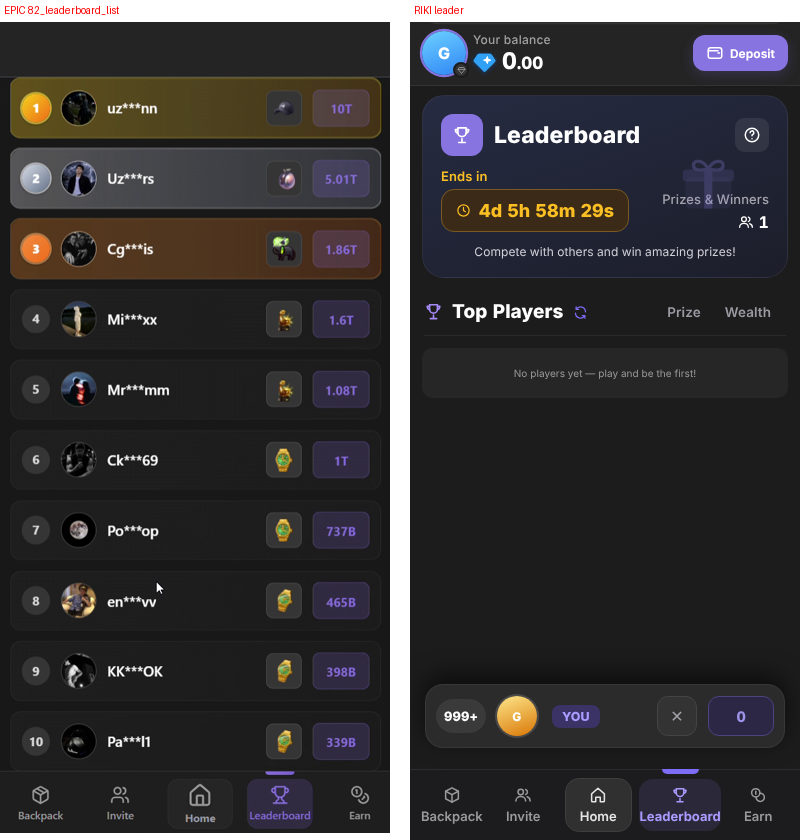 EPIC 82_leaderboard_list
1 uz***nn 10T
2 Uz***rs 5.01T
3 Cg***is 1.86T
4 Mi***xx 1.6T
5 Mr***mm 1.08T
6 Ck***69 1T
7 Po***op 737B
8 en***vv 465B
9 KK***OK 398B
10 Pa***l1 339B
Backpack Invite Home Leaderboard Earn
RIKI leader
G Your balance
0.00 Deposit
Leaderboard
Ends in
4d 5h 58m 29s
Prizes & Winners
1
Compete with others and win amazing prizes!
Top Players Prize Wealth
No players yet — play and be the first!
999+ G YOU 0
Backpack Invite Home Leaderboard Earn